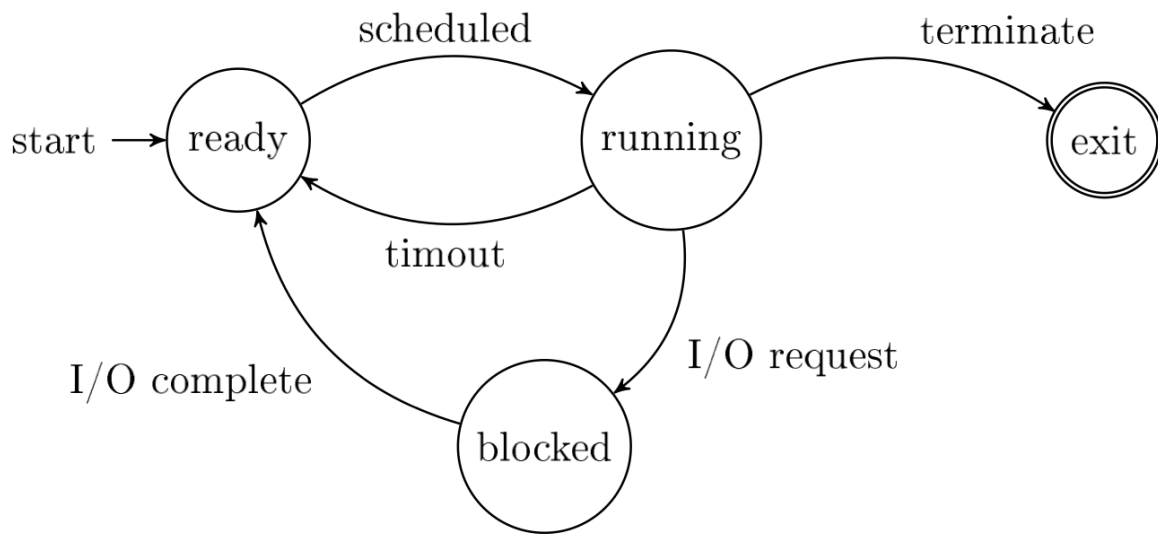 scheduled
terminate
start
ready
running
exit
timout
I/O request
I/O complete
blocked